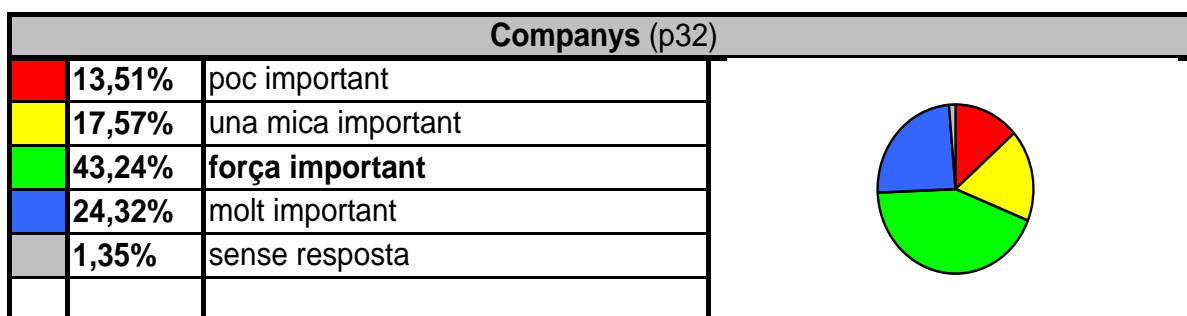 Companys (p32)
13,51% poc important
17,57% una mica important
43,24% força important
24,32% molt important
1,35% sense resposta